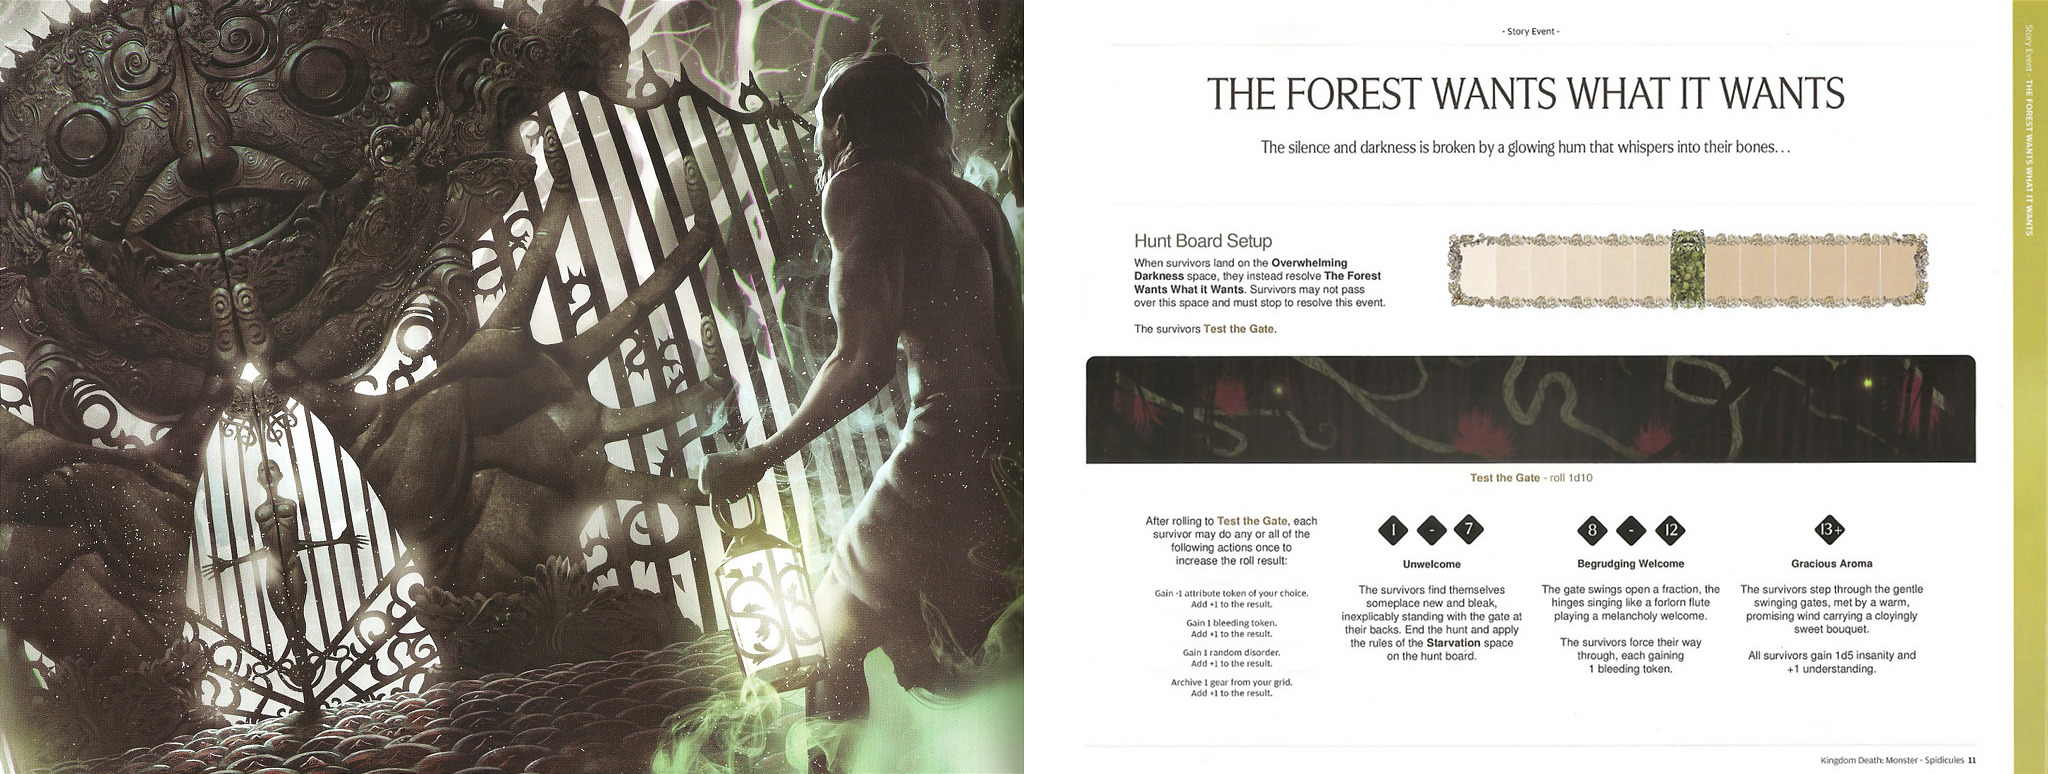 - Story Event -
THE FOREST WANTS WHAT IT WANTS
The silence and darkness is broken by a glowing hum that whispers into their bones...
Hunt Board Setup
When survivors land on the Overwhelming
Darkness space, they instead resolve The Forest
Wants What it Wants. Survivors may not pass
over this space and must stop to resolve this event.
The survivors Test the Gate.
Test the Gate - roll 1d10
After rolling to Test the Gate, each
survivor may do any or all of the
following actions once to
increase the roll result:
Gain -1 attribute token of your choice.
Add +1 to the result.
Gain 1 bleeding token.
Add +1 to the result.
Gain 1 random disorder.
Add +1 to the result.
Archive 1 gear from your grid.
Add +1 to the result.
1 - 7
Unwelcome
The survivors find themselves
someplace new and bleak,
inexplicably standing with the gate at
their backs. End the hunt and apply
the rules of the Starvation space
on the hunt board.
8 - 12
Begrudging Welcome
The gate swings open a fraction, the
hinges singing like a forlorn flute
playing a melancholy welcome.
The survivors force their way
through, each gaining
1 bleeding token.
13+
Gracious Aroma
The survivors step through the gentle
swinging gates, met by a warm,
promising wind carrying a cloyingly
sweet bouquet.
All survivors gain 1d5 insanity and
+1 understanding.
Kingdom Death: Monster - Spidicules 11
Story Event - THE FOREST WANTS WHAT IT WANTS